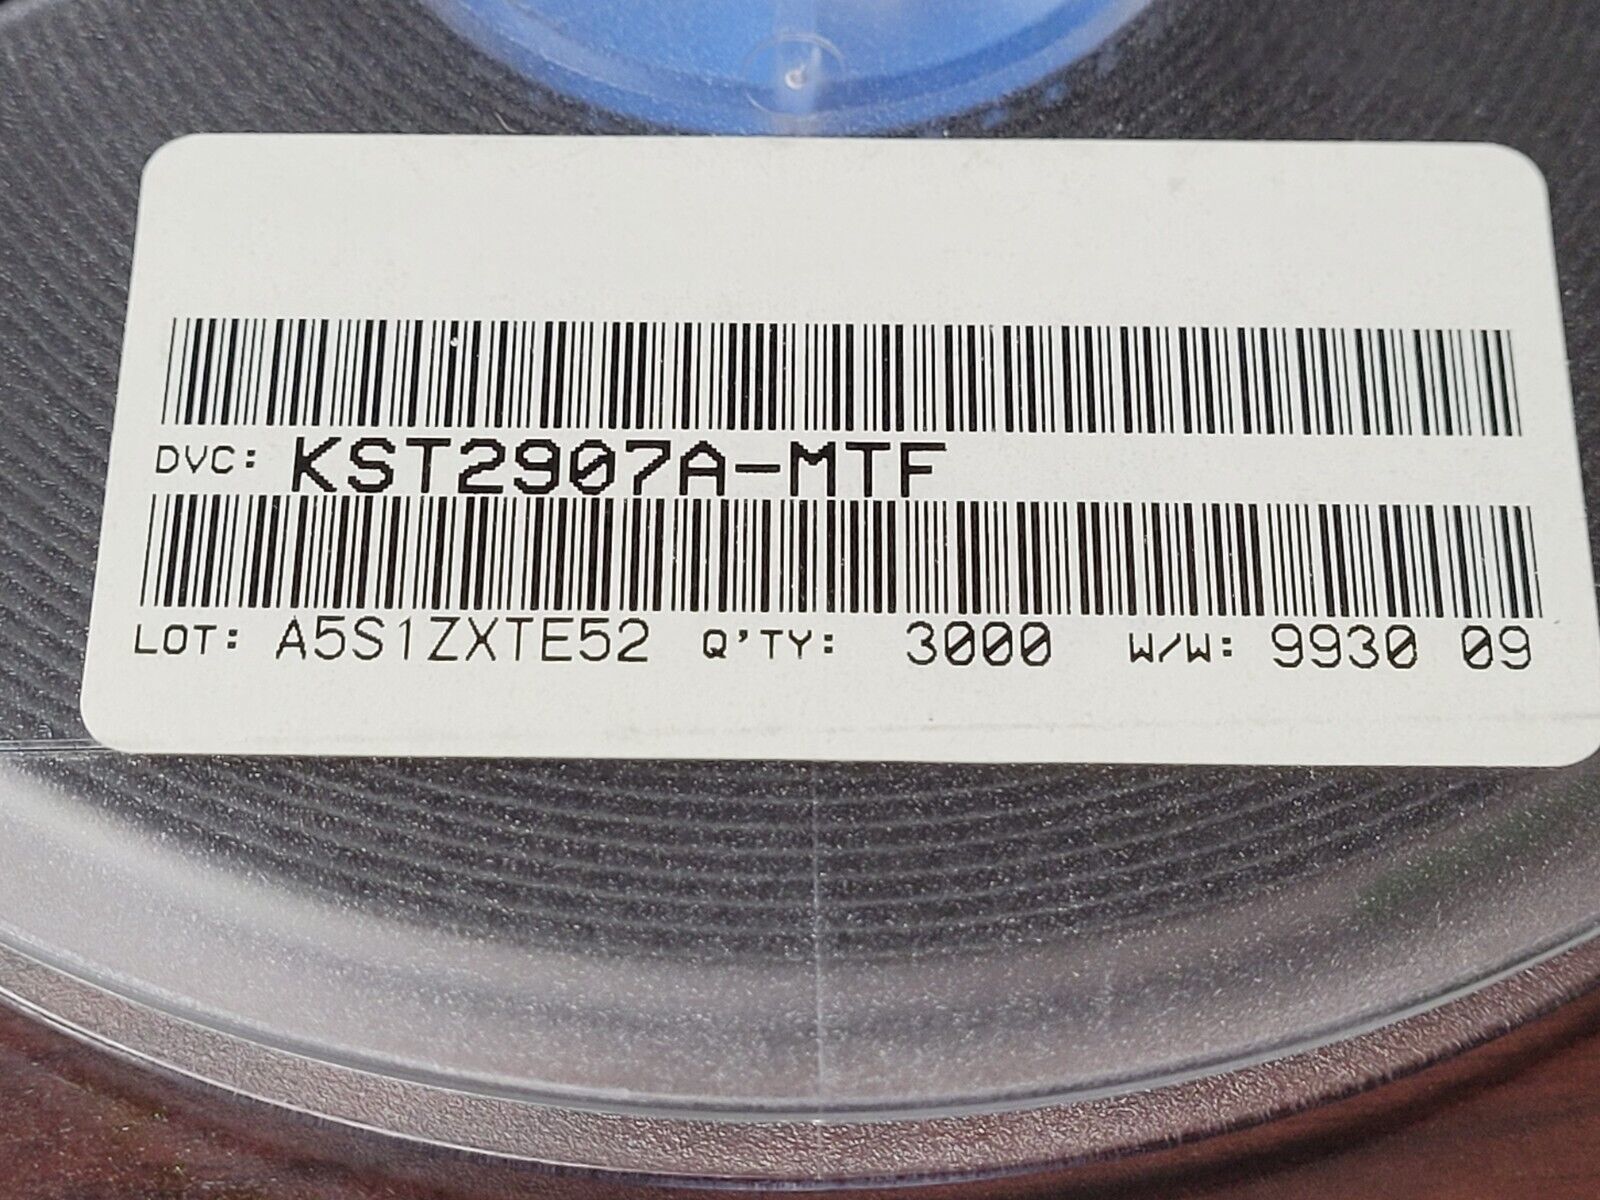 DVC: KST2907A-MTF
LOT: A5S1ZXTE52 Q'TY: 3000 W/W: 9930 09